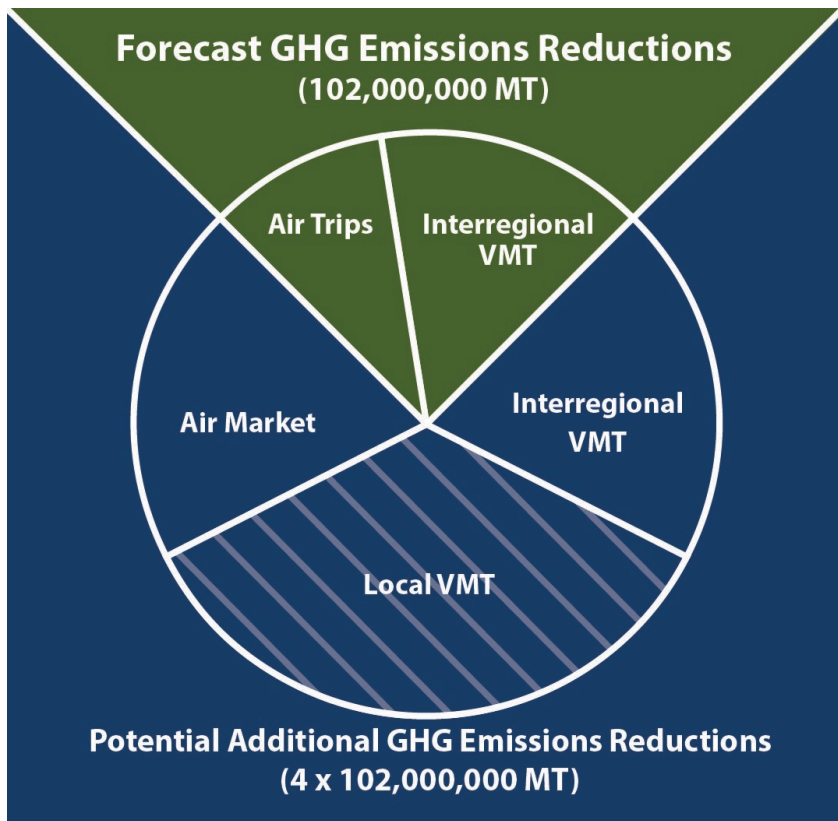 Forecast GHG Emissions Reductions
(102,000,000 MT)
Air Trips
Interregional
VMT
Air Market
Interregional
VMT
Local VMT
Potential Additional GHG Emissions Reductions
(4 x 102,000,000 MT)